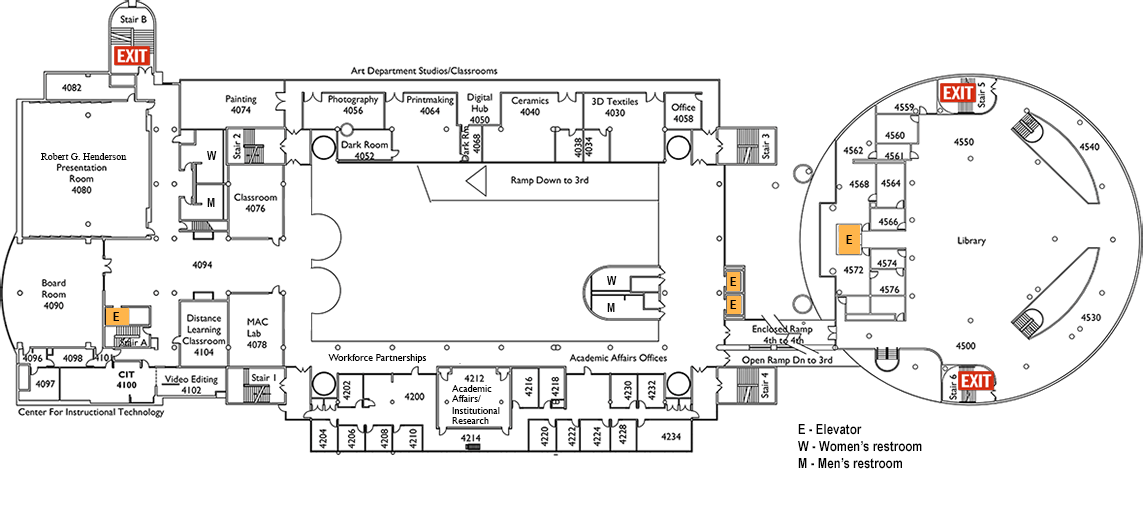 Stair B
EXIT
Art Department Studios/Classrooms
4082
Painting
4074
Photography
4056
Printmaking
4064
Digital
Hub
4050
Ceramics
4040
3D Textiles
4030
Office
4058
Dark Room
4052
Dark Rm
4068
4038
4034
Stair 2
Stair 3
W
M
Robert G. Henderson
Presentation
Room
4080
Classroom
4076
Ramp Down to 3rd
EXIT
Stair 5
4559
4560
4561
4562
4550
4540
4568
4564
4566
E
Library
4572
4574
4576
4530
4500
4094
Board
Room
4090
E
Stair A
Distance
Learning
Classroom
4104
MAC
Lab
4078
W
M
E
E
Enclosed Ramp
4th to 4th
Open Ramp Dn to 3rd
Workforce Partnerships
Academic Affairs Offices
4096
4098
4101
4097
CIT
4100
Video Editing
4102
Stair 1
Center For Instructional Technology
4202
4200
4212
Academic
Affairs/
Institutional
Research
4214
4216
4218
4230
4232
Stair 4
Stair 6
EXIT
4204
4206
4208
4210
4220
4222
4224
4228
4234
E - Elevator
W - Women's restroom
M - Men's restroom